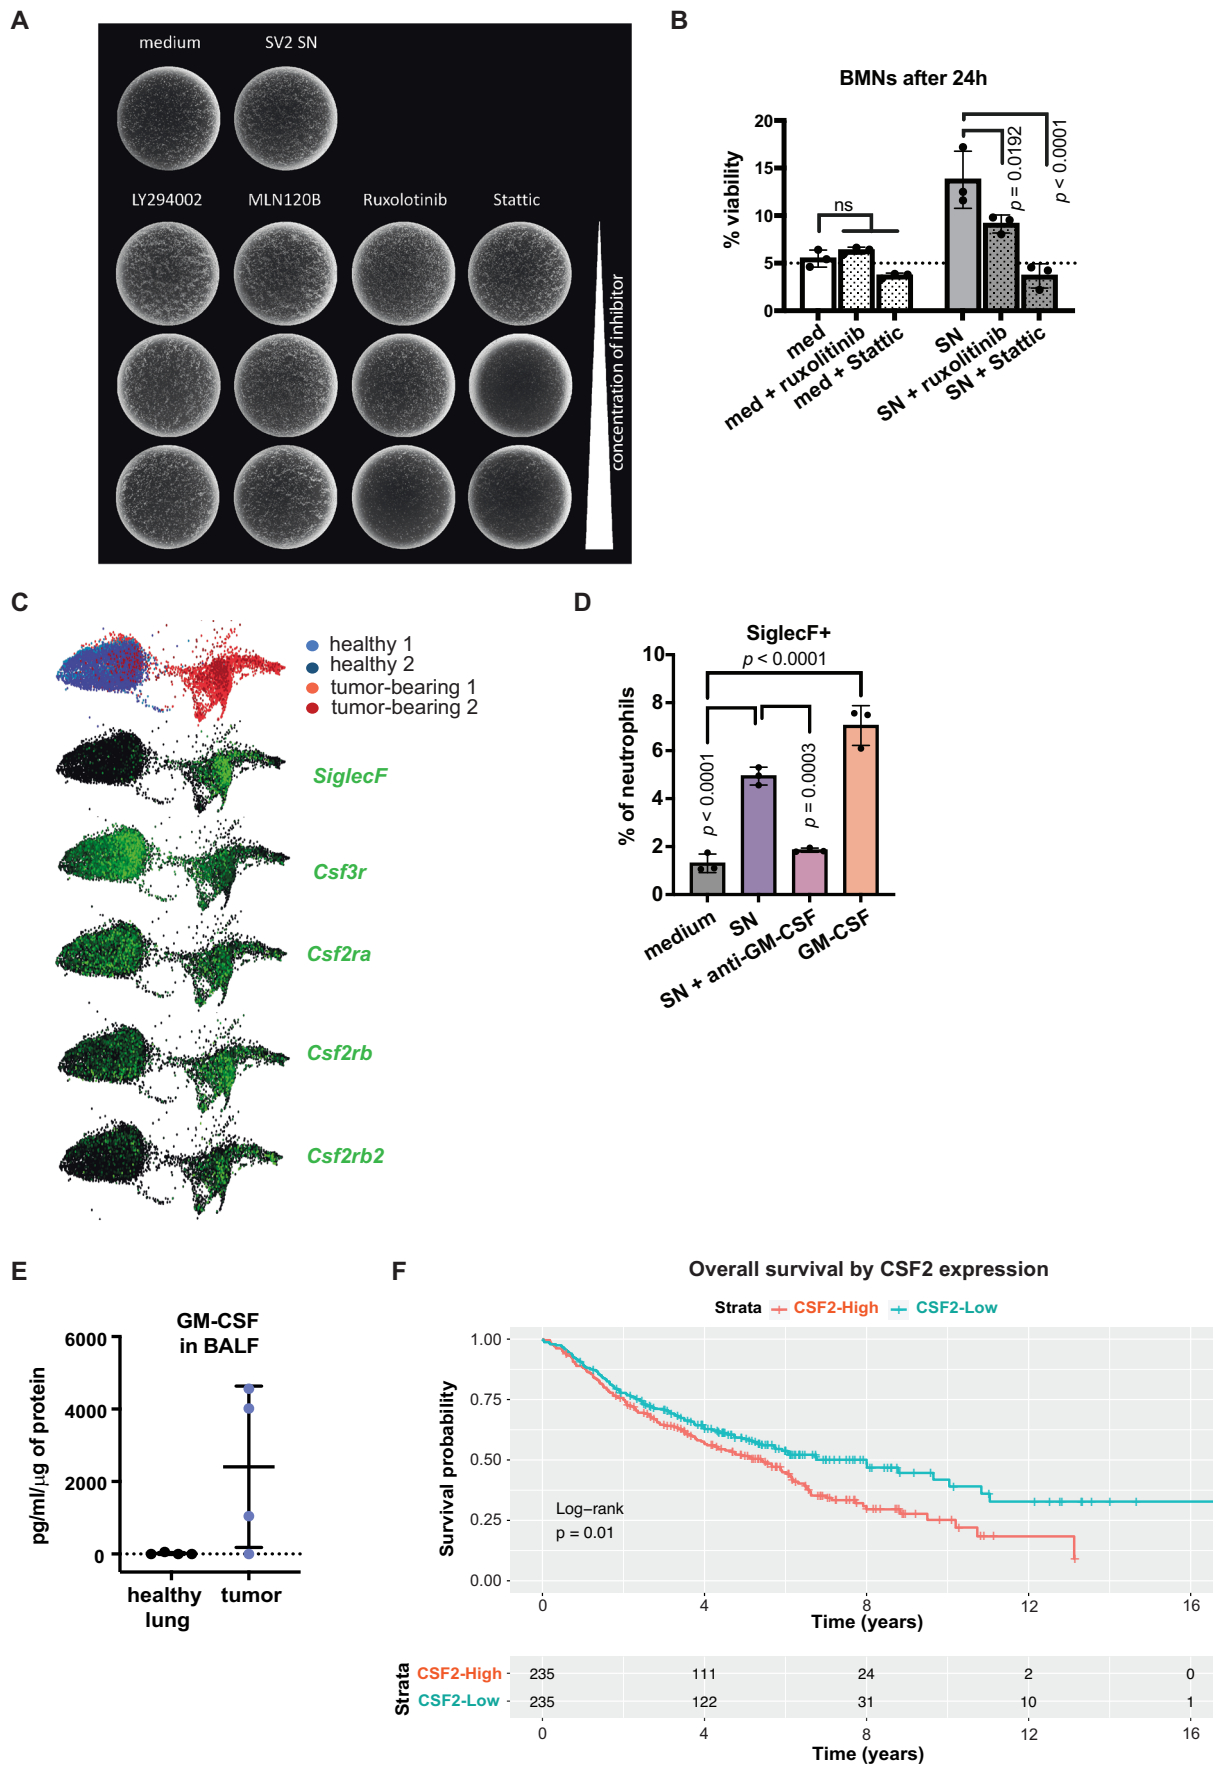 A
medium
SV2 SN
LY294002
MLN120B
Ruxolotinib
Stattic
concentration of inhibitor
B
BMNs after 24h
% viability
20
15
10
5
0
ns
p = 0.0192
p < 0.0001
med
med + ruxolitinib
med + Stattic
SN
SN + ruxolitinib
SN + Stattic
C
healthy 1
healthy 2
tumor-bearing 1
tumor-bearing 2
SiglecF
Csf3r
Csf2ra
Csf2rb
Csf2rb2
D
SiglecF+
% of neutrophils
10
8
6
4
2
0
p < 0.0001
p < 0.0001
p = 0.0003
medium
SN
SN + anti-GM-CSF
GM-CSF
E
GM-CSF
in BALF
pg/ml/µg of protein
6000
4000
2000
0
healthy
lung
tumor
F
Overall survival by CSF2 expression
Strata CSF2-High CSF2-Low
Survival probability
1.00
0.75
0.50
0.25
0.00
Log−rank
p = 0.01
0 4 8 12 16
Time (years)
Strata
CSF2-High 235 111 24 2 0
CSF2-Low 235 122 31 10 1
0 4 8 12 16
Time (years)